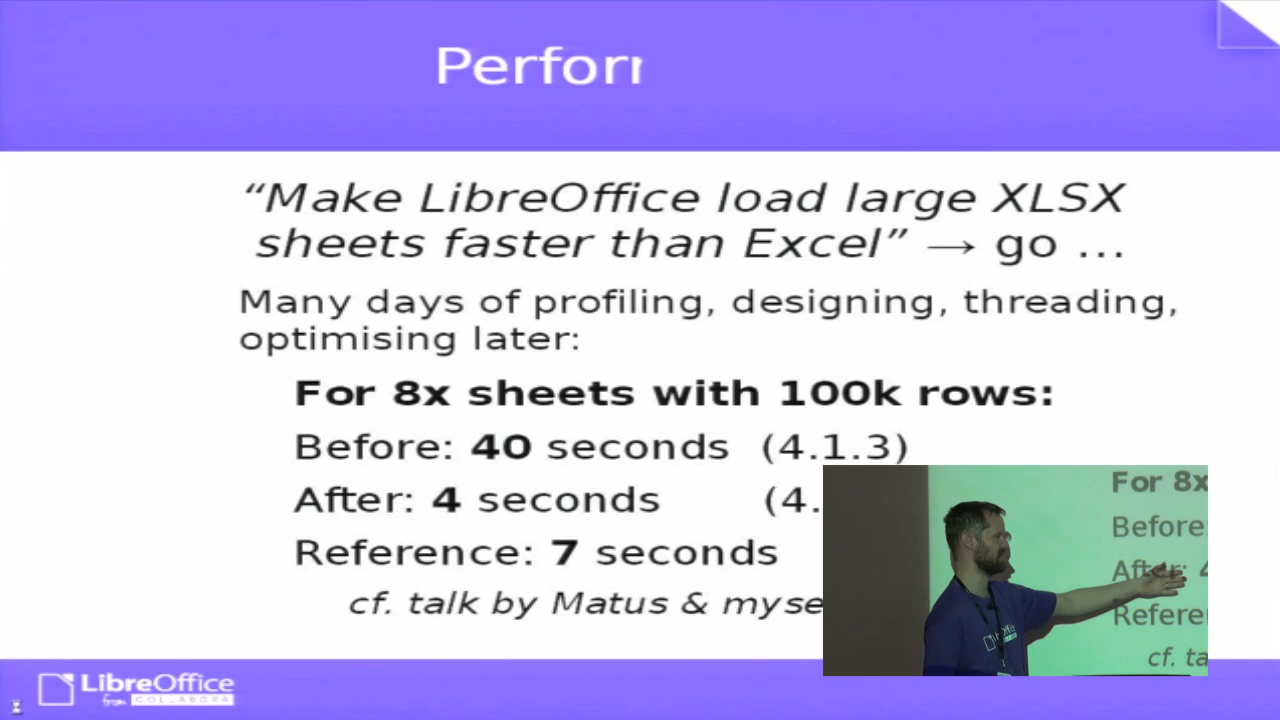 Perfor
“Make LibreOffice load large XLSX
sheets faster than Excel” → go ...
Many days of profiling, designing, threading,
optimising later:
For 8x sheets with 100k rows:
Before: 40 seconds (4.1.3)
After: 4 seconds (4.
Reference: 7 seconds
cf. talk by Matus & myse
For 8x
Before:
After: 4
Refere
cf. ta
LibreOffice
from COLLABORA